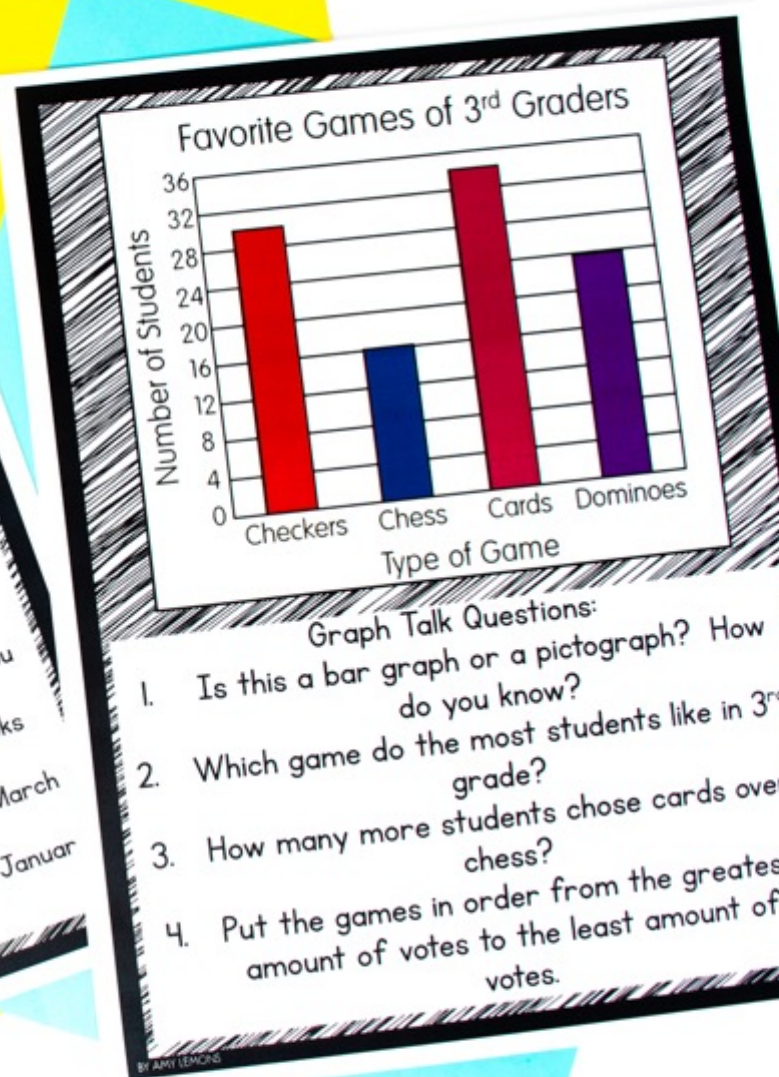 Favorite Games of 3rd Graders
Number of Students
36
32
28
24
20
16
12
8
4
0
Checkers Chess Cards Dominoes
Type of Game
Graph Talk Questions:
1. Is this a bar graph or a pictograph? How
do you know?
2. Which game do the most students like in
grade?
3. How many more students chose cards
chess?
4. Put the games in order from the
amount of votes to the least amount of
votes.
March
BY AMY LEMONS